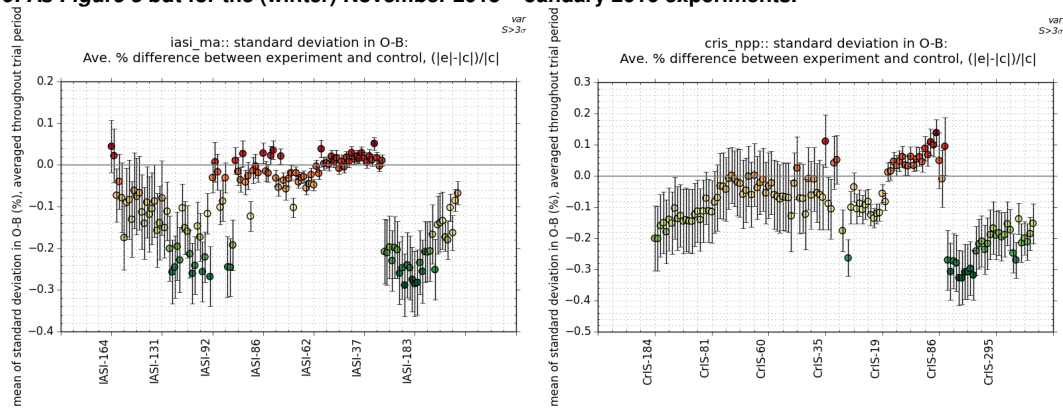 As Figure 3 but for the (winter) November 2015 – January 2016 experiments.
var
S>3σ
iasi_ma:: standard deviation in O-B:
Ave. % difference between experiment and control, (|e|-|c|)/|c|
mean of standard deviation in O-B (%), averaged throughout trial period
0.2
0.1
0.0
−0.1
−0.2
−0.3
−0.4
IASI-164
IASI-131
IASI-92
IASI-86
IASI-62
IASI-37
IASI-183
var
S>3σ
cris_npp:: standard deviation in O-B:
Ave. % difference between experiment and control, (|e|-|c|)/|c|
mean of standard deviation in O-B (%), averaged throughout trial period
0.3
0.2
0.1
0.0
−0.1
−0.2
−0.3
−0.4
−0.5
CrIS-184
CrIS-81
CrIS-60
CrIS-35
CrIS-19
CrIS-86
CrIS-295